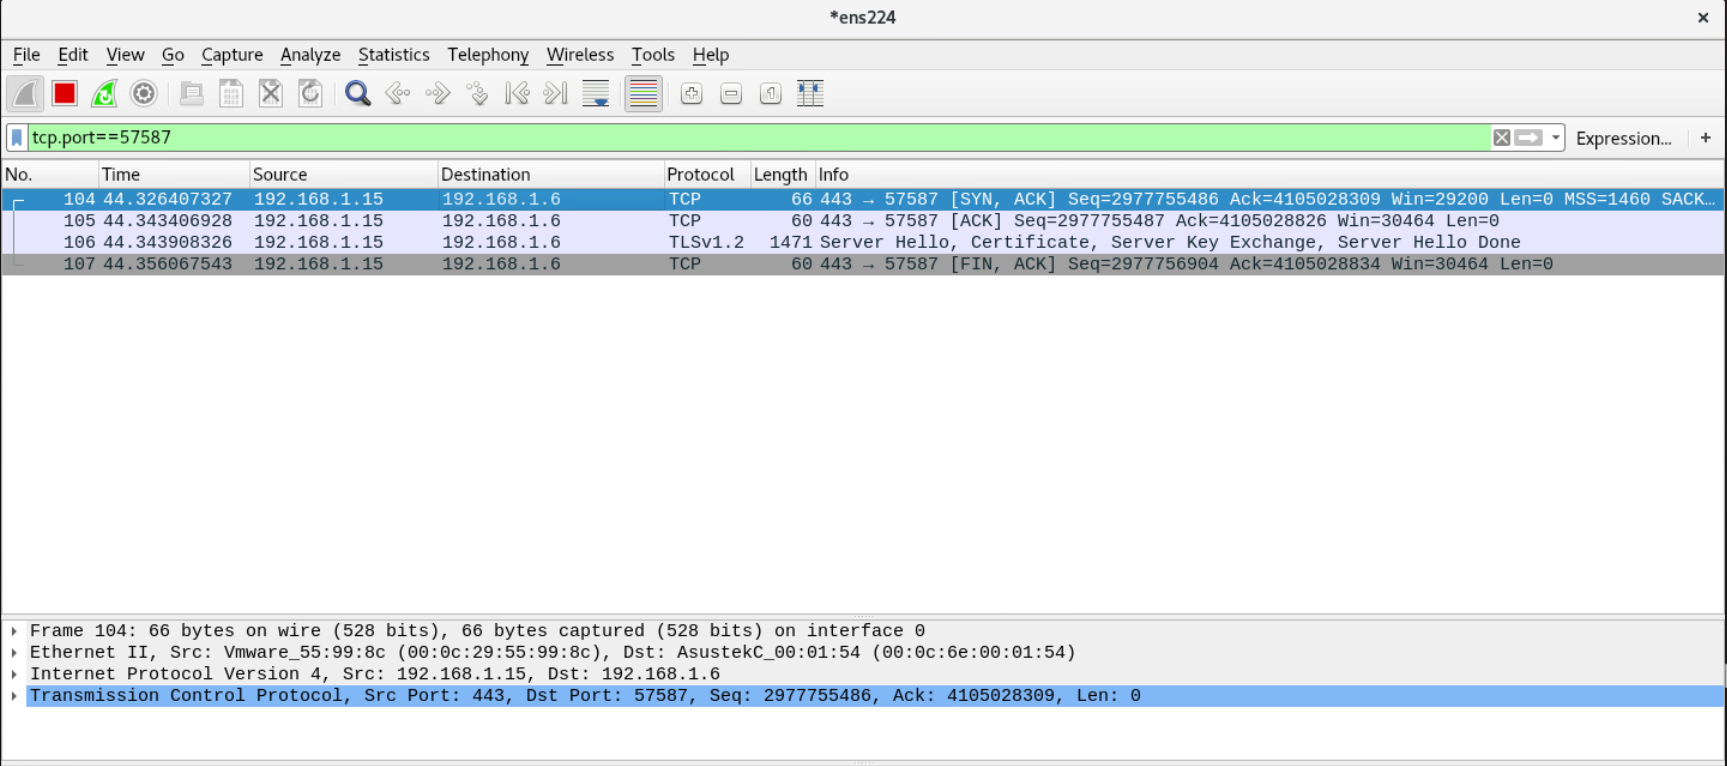 *ens224
File Edit View Go Capture Analyze Statistics Telephony Wireless Tools Help
tcp.port==57587 Expression... +
No. Time Source Destination Protocol Length Info
104 44.326407327 192.168.1.15 192.168.1.6 TCP 66 443 → 57587 [SYN, ACK] Seq=2977755486 Ack=4105028309 Win=29200 Len=0 MSS=1460 SACK…
105 44.343406928 192.168.1.15 192.168.1.6 TCP 60 443 → 57587 [ACK] Seq=2977755487 Ack=4105028826 Win=30464 Len=0
106 44.343908326 192.168.1.15 192.168.1.6 TLSv1.2 1471 Server Hello, Certificate, Server Key Exchange, Server Hello Done
107 44.356067543 192.168.1.15 192.168.1.6 TCP 60 443 → 57587 [FIN, ACK] Seq=2977756904 Ack=4105028834 Win=30464 Len=0
Frame 104: 66 bytes on wire (528 bits), 66 bytes captured (528 bits) on interface 0
Ethernet II, Src: Vmware_55:99:8c (00:0c:29:55:99:8c), Dst: AsustekC_00:01:54 (00:0c:6e:00:01:54)
Internet Protocol Version 4, Src: 192.168.1.15, Dst: 192.168.1.6
Transmission Control Protocol, Src Port: 443, Dst Port: 57587, Seq: 2977755486, Ack: 4105028309, Len: 0